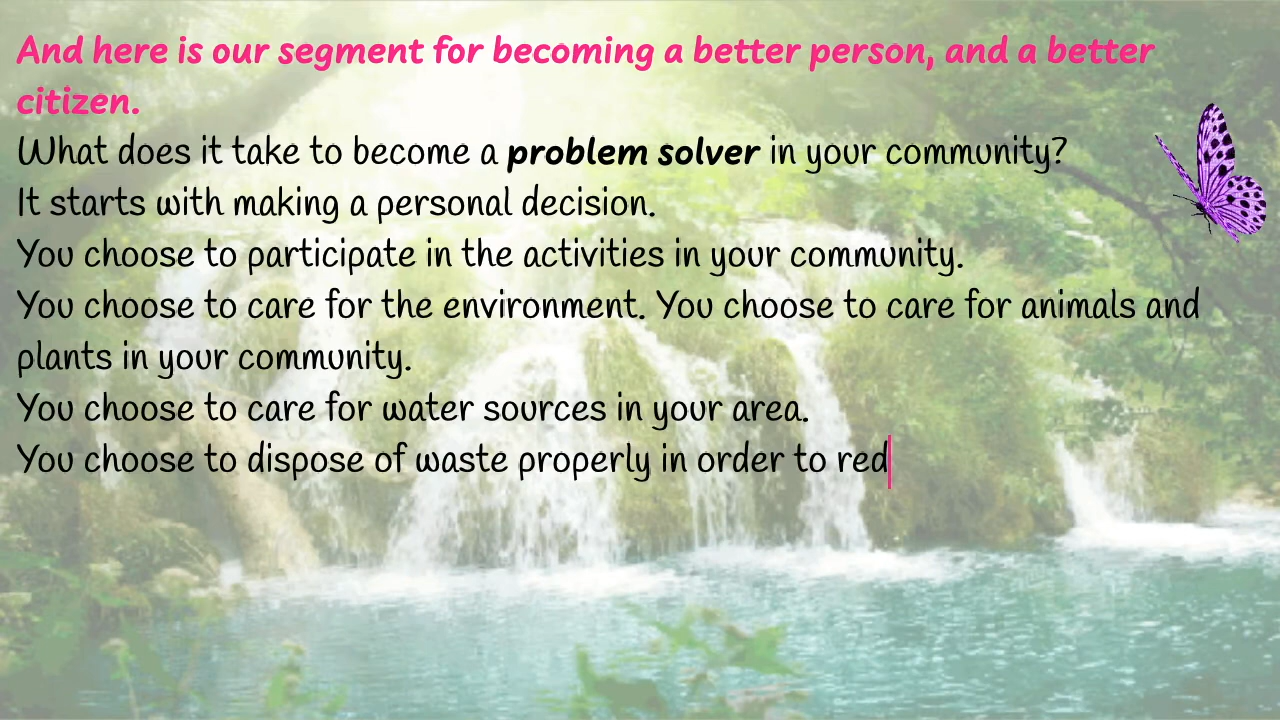 And here is our segment for becoming a better person, and a better
citizen.
What does it take to become a problem solver in your community?
It starts with making a personal decision.
You choose to participate in the activities in your community.
You choose to care for the environment. You choose to care for animals and
plants in your community.
You choose to care for water sources in your area.
You choose to dispose of waste properly in order to red